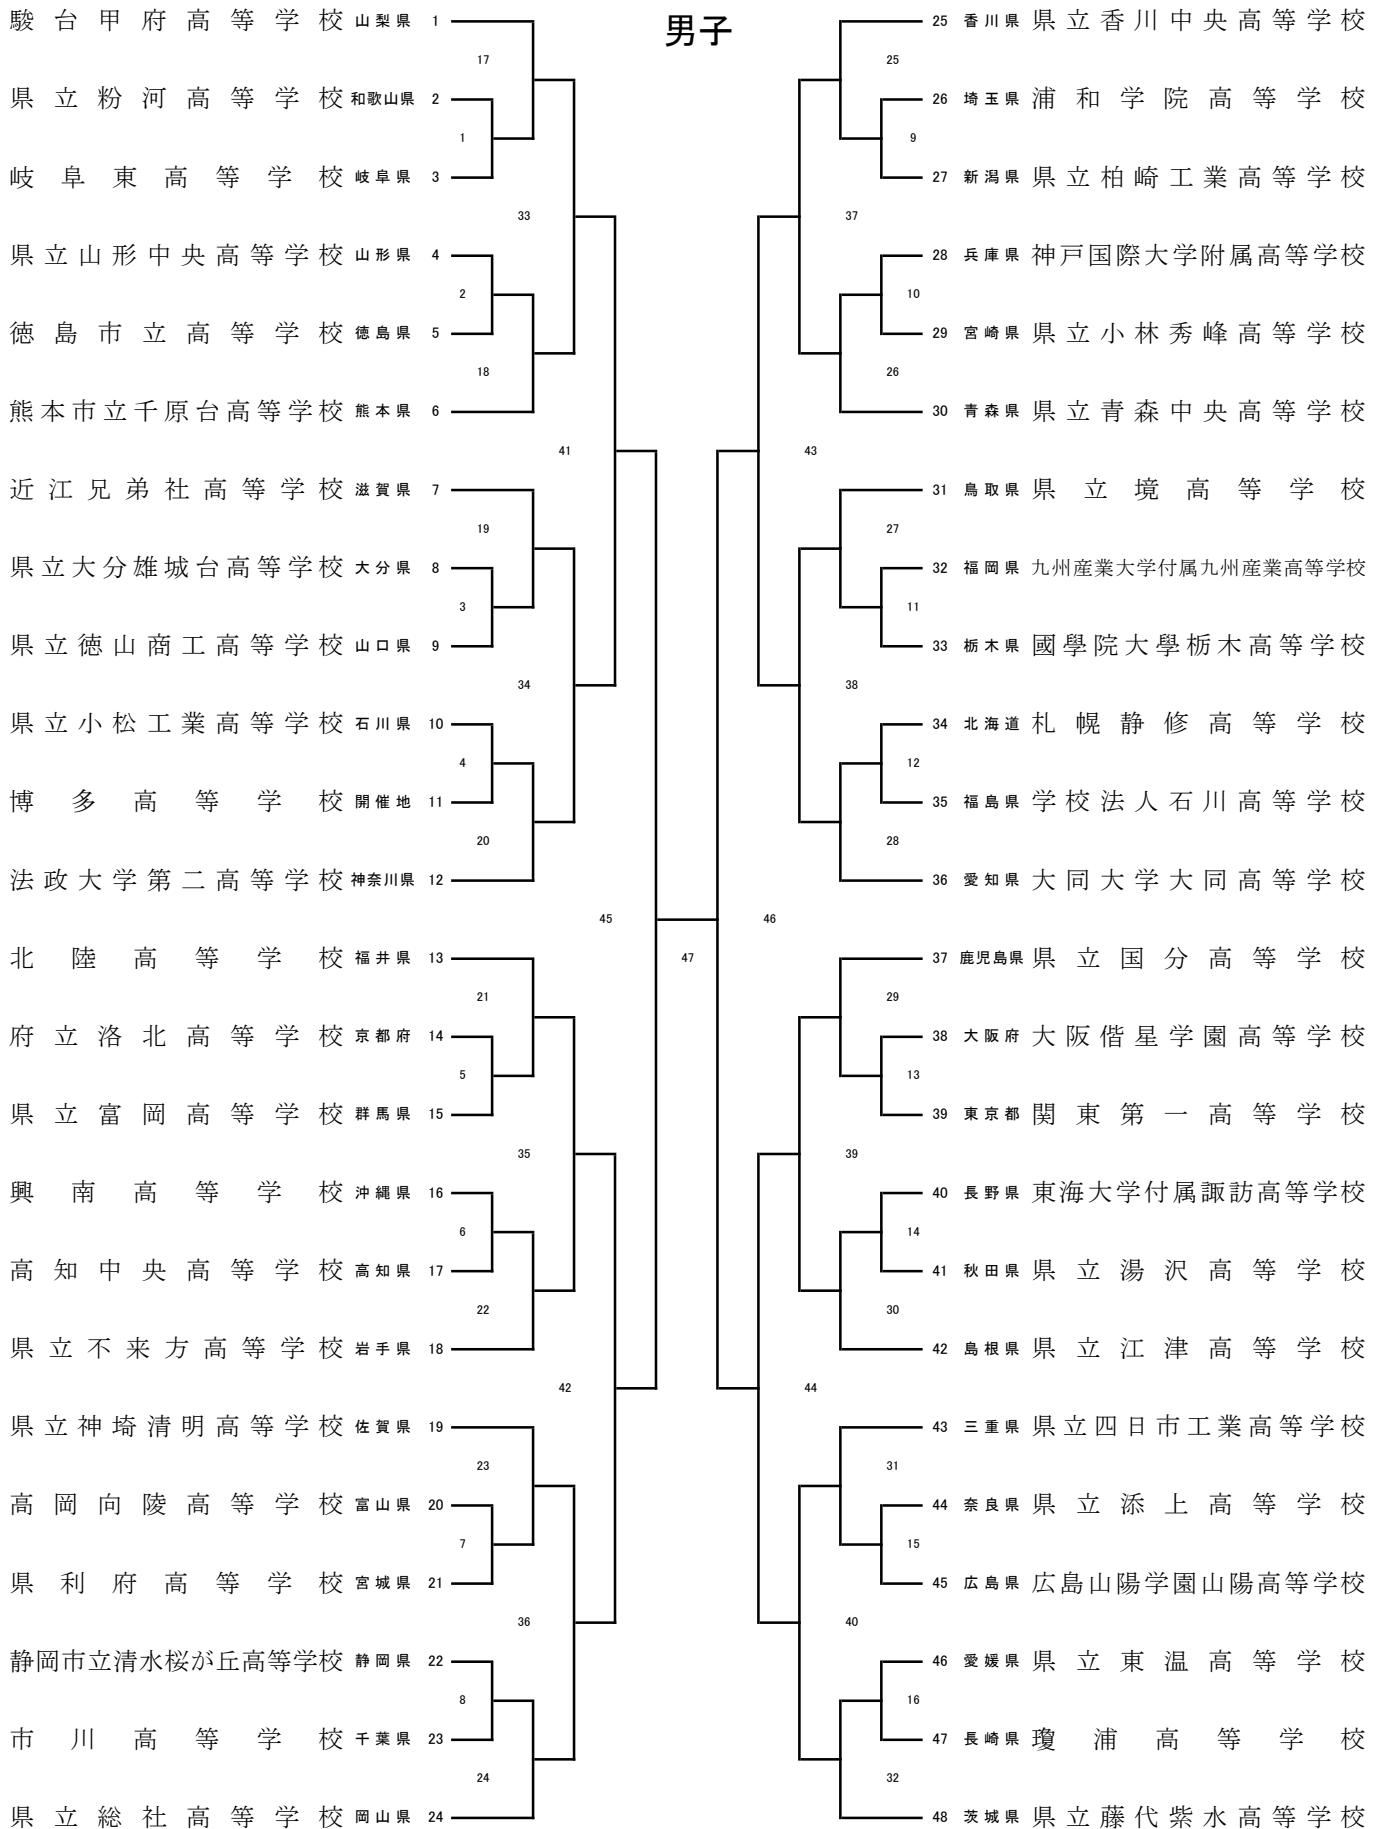 男子
駿台甲府高等学校 山梨県 1
17
県立粉河高等学校 和歌山県 2
1
岐阜東高等学校 岐阜県 3
33
県立山形中央高等学校 山形県 4
2
徳島市立高等学校 徳島県 5
18
熊本市立千原台高等学校 熊本県 6
41
近江兄弟社高等学校 滋賀県 7
19
県立大分雄城台高等学校 大分県 8
3
県立徳山商工高等学校 山口県 9
34
県立小松工業高等学校 石川県 10
4
博多高等学校 開催地 11
20
法政大学第二高等学校 神奈川県 12
45
北陸高等学校 福井県 13
21
府立洛北高等学校 京都府 14
5
県立富岡高等学校 群馬県 15
35
興南高等学校 沖縄県 16
6
高知中央高等学校 高知県 17
22
県立不来方高等学校 岩手県 18
42
県立神埼清明高等学校 佐賀県 19
23
高岡向陵高等学校 富山県 20
7
県利府高等学校 宮城県 21
36
静岡市立清水桜が丘高等学校 静岡県 22
8
市川高等学校 千葉県 23
24
県立総社高等学校 岡山県 24
47
25 香川県 県立香川中央高等学校
25
26 埼玉県 浦和学院高等学校
9
27 新潟県 県立柏崎工業高等学校
37
28 兵庫県 神戸国際大学附属高等学校
10
29 宮崎県 県立小林秀峰高等学校
26
30 青森県 県立青森中央高等学校
43
31 鳥取県 県立境高等学校
27
32 福岡県 九州産業大学付属九州産業高等学校
11
33 栃木県 國學院大學栃木高等学校
38
34 北海道 札幌静修高等学校
12
35 福島県 学校法人石川高等学校
28
36 愛知県 大同大学大同高等学校
46
37 鹿児島県 県立国分高等学校
29
38 大阪府 大阪偕星学園高等学校
13
39 東京都 関東第一高等学校
39
40 長野県 東海大学付属諏訪高等学校
14
41 秋田県 県立湯沢高等学校
30
42 島根県 県立江津高等学校
44
43 三重県 県立四日市工業高等学校
31
44 奈良県 県立添上高等学校
15
45 広島県 広島山陽学園山陽高等学校
40
46 愛媛県 県立東温高等学校
16
47 長崎県 瓊浦高等学校
32
48 茨城県 県立藤代紫水高等学校